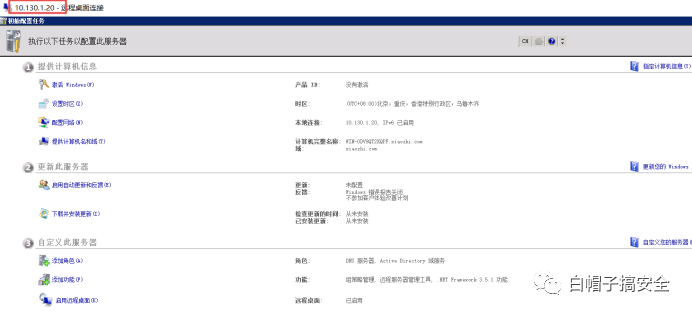 10.130.1.20 - 远程桌面连接
初始配置任务
执行以下任务以配置此服务器
CH
1 提供计算机信息
指定计算机信息(T)
激活 Windows(W)
产品 ID: 没有激活
设置时区(Z)
时区: (UTC+08:00)北京，重庆，香港特别行政区，乌鲁木齐
配置网络(N)
本地连接: 10.130.1.20, IPv6 已启用
提供计算机名和域(T)
计算机完整名称:
域: xiaozhi.com
2 更新此服务器
更新您的 Windows
启用自动更新和反馈(E)
更新: 未配置
反馈: Windows 错误报告关闭
不参加客户体验改善计划
下载并安装更新(I)
检查更新的时间: 从未安装
已安装更新: 从未安装
3 自定义此服务器
自定义您的服务器
添加角色(A)
角色: DNS 服务器, Active Directory 域服务
添加功能(F)
功能: 组策略管理, 远程服务器管理工具, .NET Framework 3.5.1 功能
启用远程桌面(R)
远程桌面: 已启用
白帽子搞安全